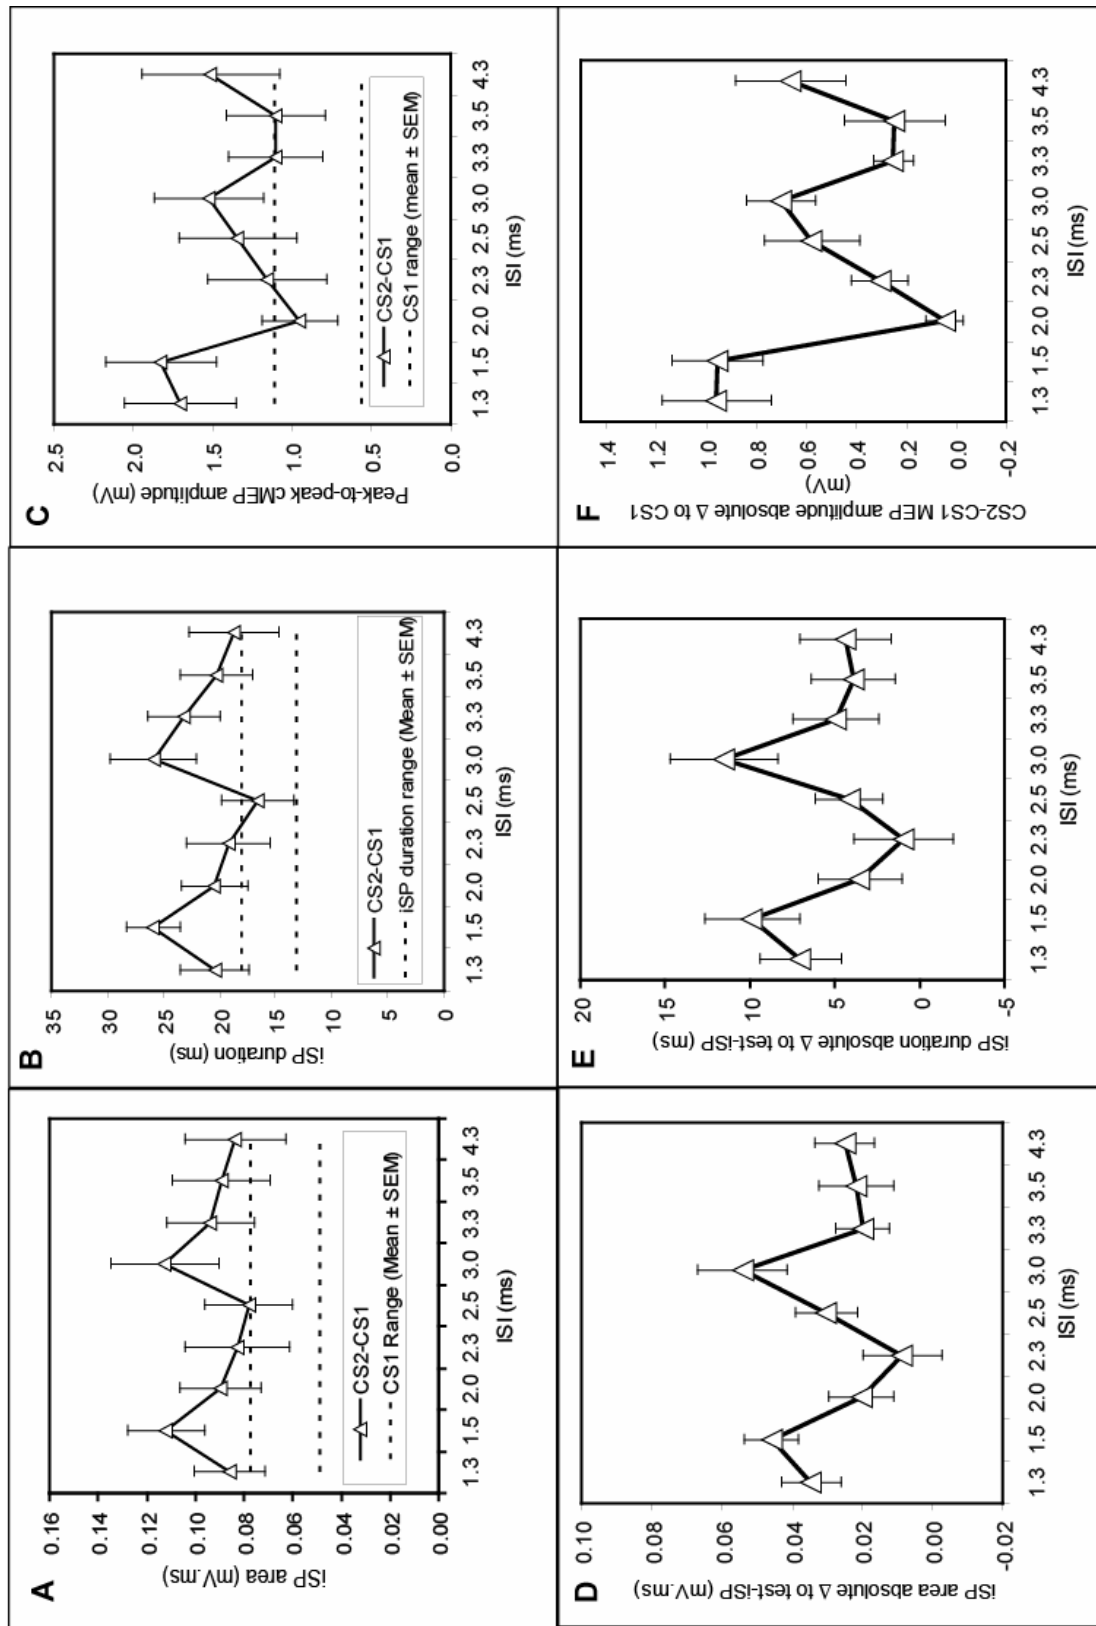 A
iSP area (mV.ms)
0.16
0.14
0.12
0.10
0.08
0.06
0.04
0.02
0.00
CS2-CS1
CS1 Range (Mean ± SEM)
1.3 1.5 2.0 2.3 2.5 3.0 3.3 3.5 4.3
ISI (ms)
B
iSP duration (ms)
35
30
25
20
15
10
5
0
CS2-CS1
iSP duration range (Mean ± SEM)
1.3 1.5 2.0 2.3 2.5 3.0 3.3 3.5 4.3
ISI (ms)
C
Peak-to-peak cMEP amplitude (mV)
2.5
2.0
1.5
1.0
0.5
0.0
CS2-CS1
CS1 range (mean ± SEM)
1.3 1.5 2.0 2.3 2.5 3.0 3.3 3.5 4.3
ISI (ms)
D
iSP area absolute Δ to test-iSP (mV.ms)
0.10
0.08
0.06
0.04
0.02
0.00
-0.02
1.3 1.5 2.0 2.3 2.5 3.0 3.3 3.5 4.3
ISI (ms)
E
iSP duration absolute Δ to test-iSP (ms)
20
15
10
5
0
-5
1.3 1.5 2.0 2.3 2.5 3.0 3.3 3.5 4.3
ISI (ms)
F
CS2-CS1 MEP amplitude absolute Δ to CS1
(mV)
1.4
1.2
1.0
0.8
0.6
0.4
0.2
0.0
-0.2
1.3 1.5 2.0 2.3 2.5 3.0 3.3 3.5 4.3
ISI (ms)